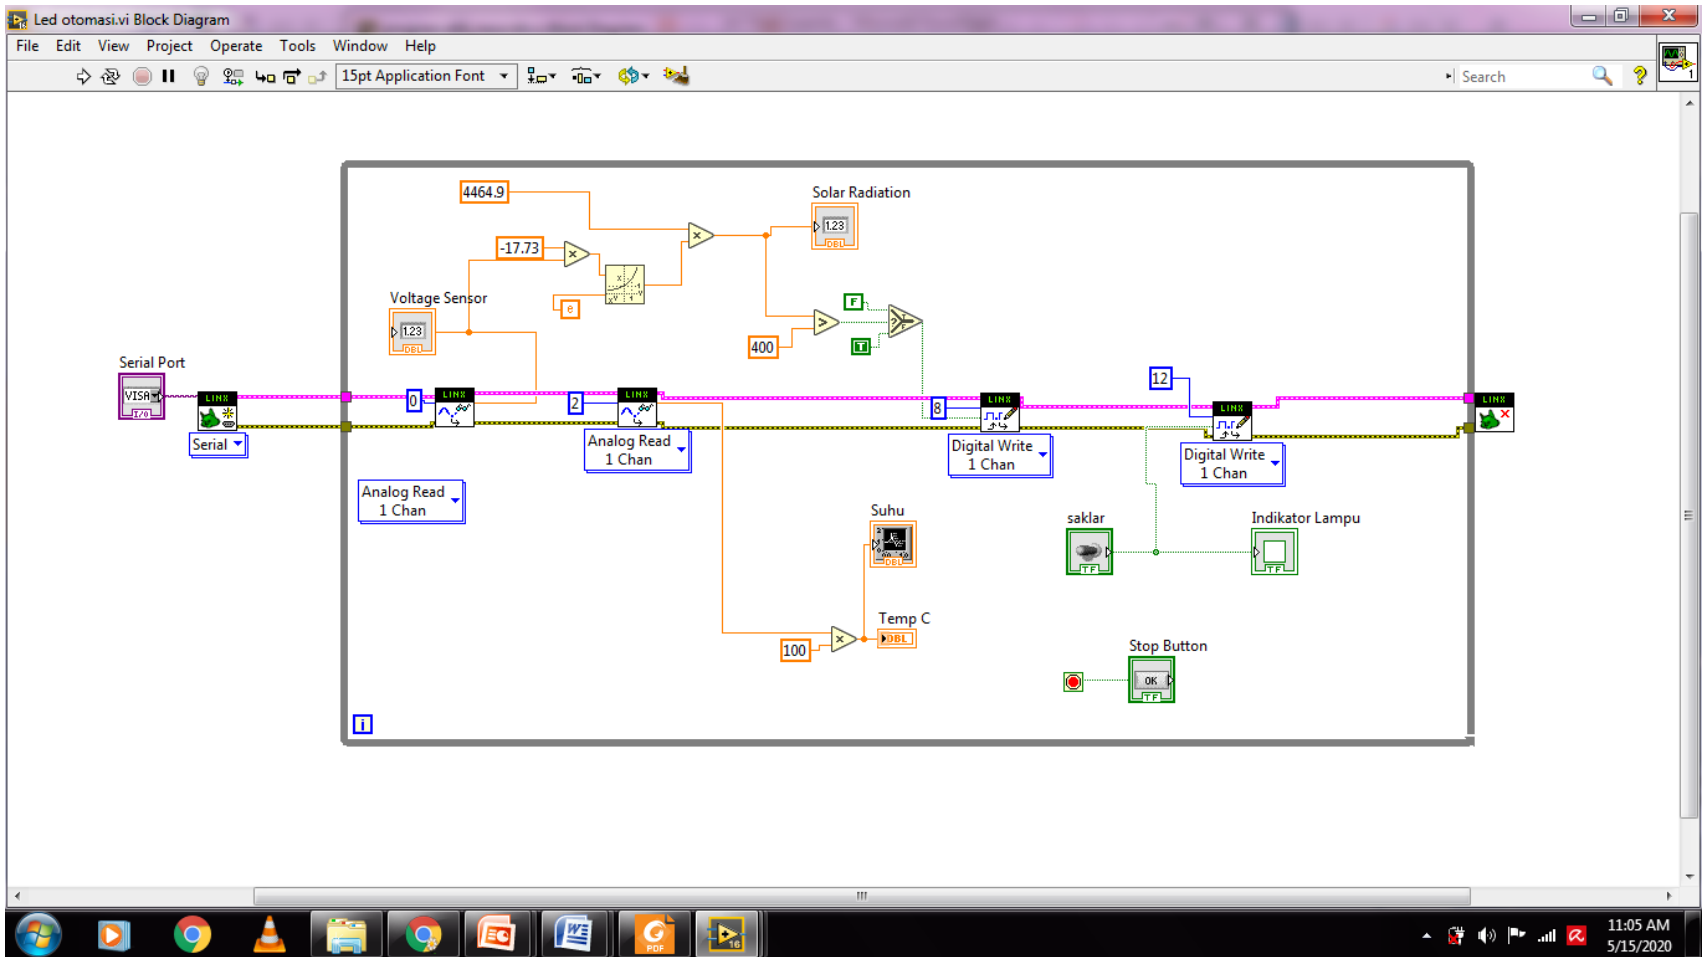 Led otomasi.vi Block Diagram
File Edit View Project Operate Tools Window Help
15pt Application Font
Search
4464.9
Solar Radiation
1.23
DBL
-17.73
e
Voltage Sensor
1.23
DBL
F
400
T
Serial Port
VISA
I/O
LINX
Serial
0
LINX
2
LINX
8
LINX
12
LINX
LINX
Analog Read
1 Chan
Analog Read
1 Chan
Digital Write
1 Chan
Digital Write
1 Chan
Suhu
DBL
saklar
TF
Indikator Lampu
TF
Temp C
DBL
100
Stop Button
OK
TF
i
16
PDF
11:05 AM
5/15/2020